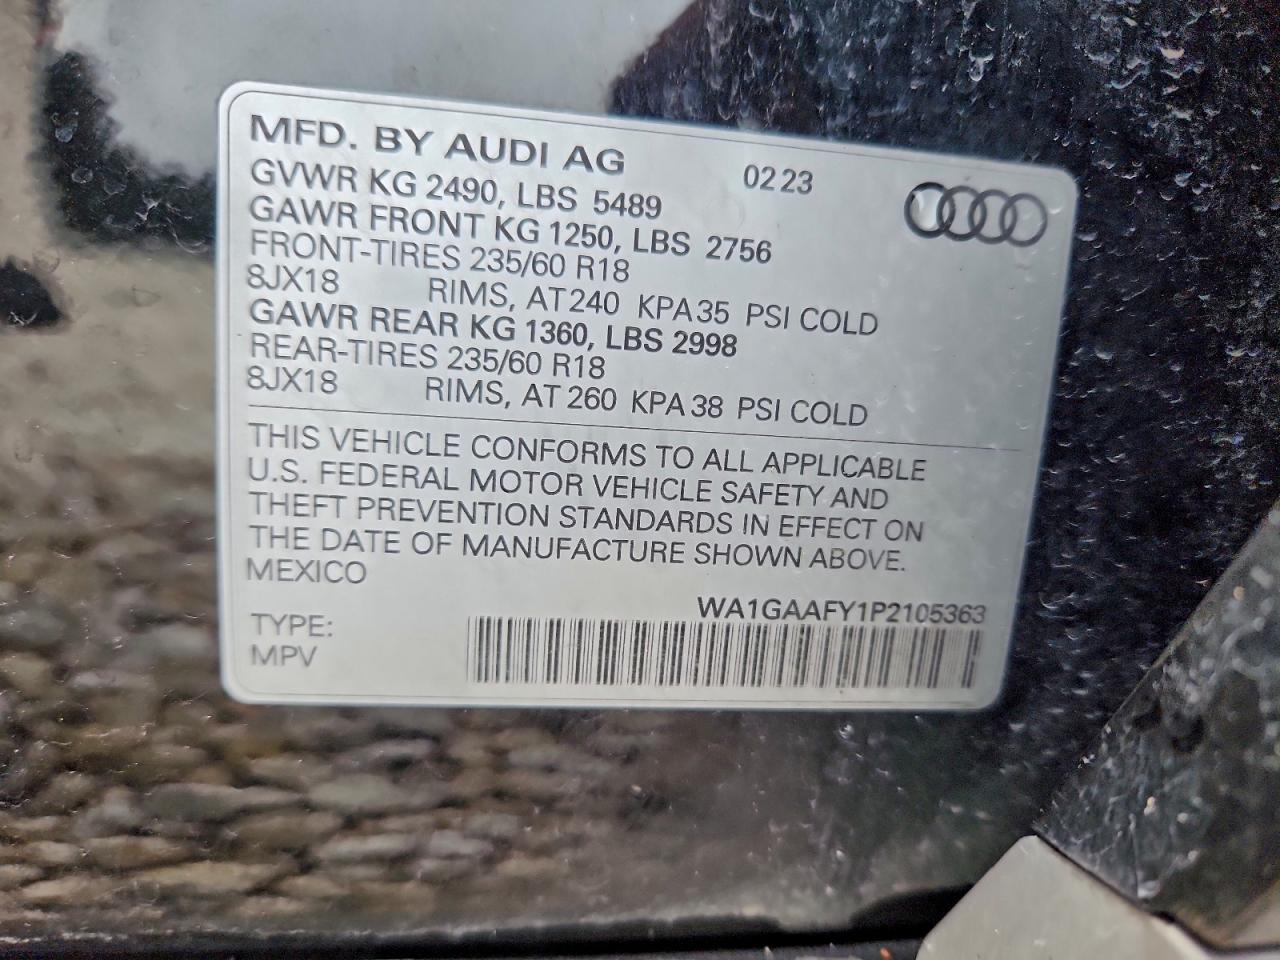 MFD. BY AUDI AG 0223
GVWR KG 2490, LBS 5489
GAWR FRONT KG 1250, LBS 2756
FRONT-TIRES 235/60 R18
8JX18 RIMS, AT 240 KPA 35 PSI COLD
GAWR REAR KG 1360, LBS 2998
REAR-TIRES 235/60 R18
8JX18 RIMS, AT 260 KPA 38 PSI COLD
THIS VEHICLE CONFORMS TO ALL APPLICABLE
U.S. FEDERAL MOTOR VEHICLE SAFETY AND
THEFT PREVENTION STANDARDS IN EFFECT ON
THE DATE OF MANUFACTURE SHOWN ABOVE.
MEXICO
WA1GAAFY1P2105363
TYPE:
MPV